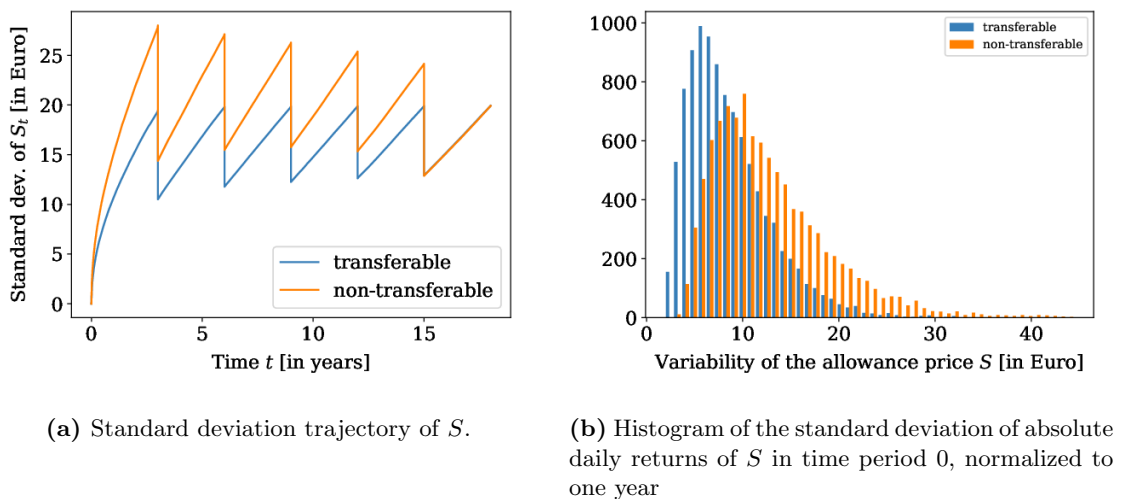 Standard dev. of S_t [in Euro]
25
20
15
10
5
0
transferable
non-transferable
0 5 10 15
Time t [in years]
1000
800
600
400
200
0
transferable
non-transferable
0 10 20 30 40
Variability of the allowance price S [in Euro]
(a) Standard deviation trajectory of S.
(b) Histogram of the standard deviation of absolute
daily returns of S in time period 0, normalized to
one year